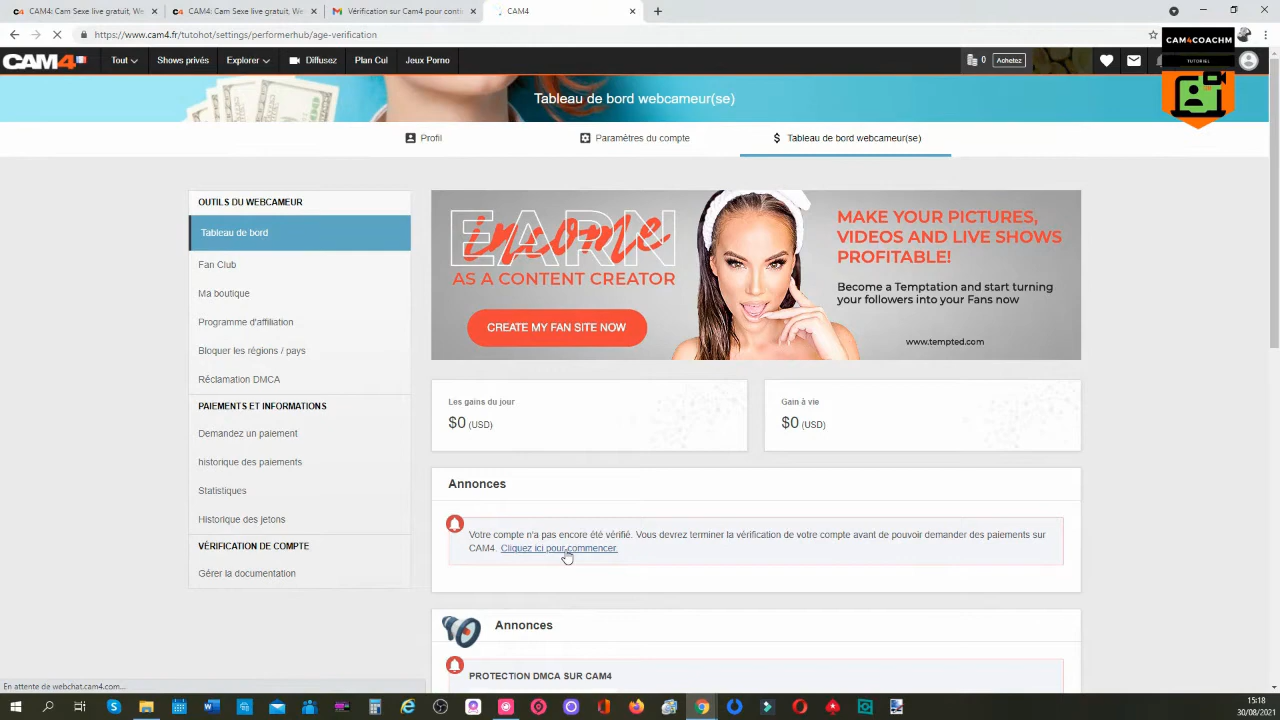 CAM4: Cam Sexe live gratuit, We
CAM4: Cam Sexe live gratuit, We
Vérification sur Cam4 pour conti
CAM4
https://www.cam4.fr/tutohot/settings/performerhub/age-verification
CAM4COACHM
TUTORIEL
CAM4
Tout
Shows privés
Explorer
Diffusez
Plan Cul
Jeux Porno
0
Achetez
Tableau de bord webcameur(se)
Profil
Paramètres du compte
Tableau de bord webcameur(se)
OUTILS DU WEBCAMEUR
Tableau de bord
Fan Club
Ma boutique
Programme d'affiliation
Bloquer les régions / pays
Réclamation DMCA
PAIEMENTS ET INFORMATIONS
Demandez un paiement
historique des paiements
Statistiques
Historique des jetons
VÉRIFICATION DE COMPTE
Gérer la documentation
EARN
income
AS A CONTENT CREATOR
CREATE MY FAN SITE NOW
MAKE YOUR PICTURES,
VIDEOS AND LIVE SHOWS
PROFITABLE!
Become a Temptation and start turning
your followers into your Fans now
www.tempted.com
Les gains du jour
$0 (USD)
Gain à vie
$0 (USD)
Annonces
Votre compte n'a pas encore été vérifié. Vous devrez terminer la vérification de votre compte avant de pouvoir demander des paiements sur
CAM4. Cliquez ici pour commencer.
Annonces
PROTECTION DMCA SUR CAM4
En attente de webchat.cam4.com...
15:18
30/08/2021